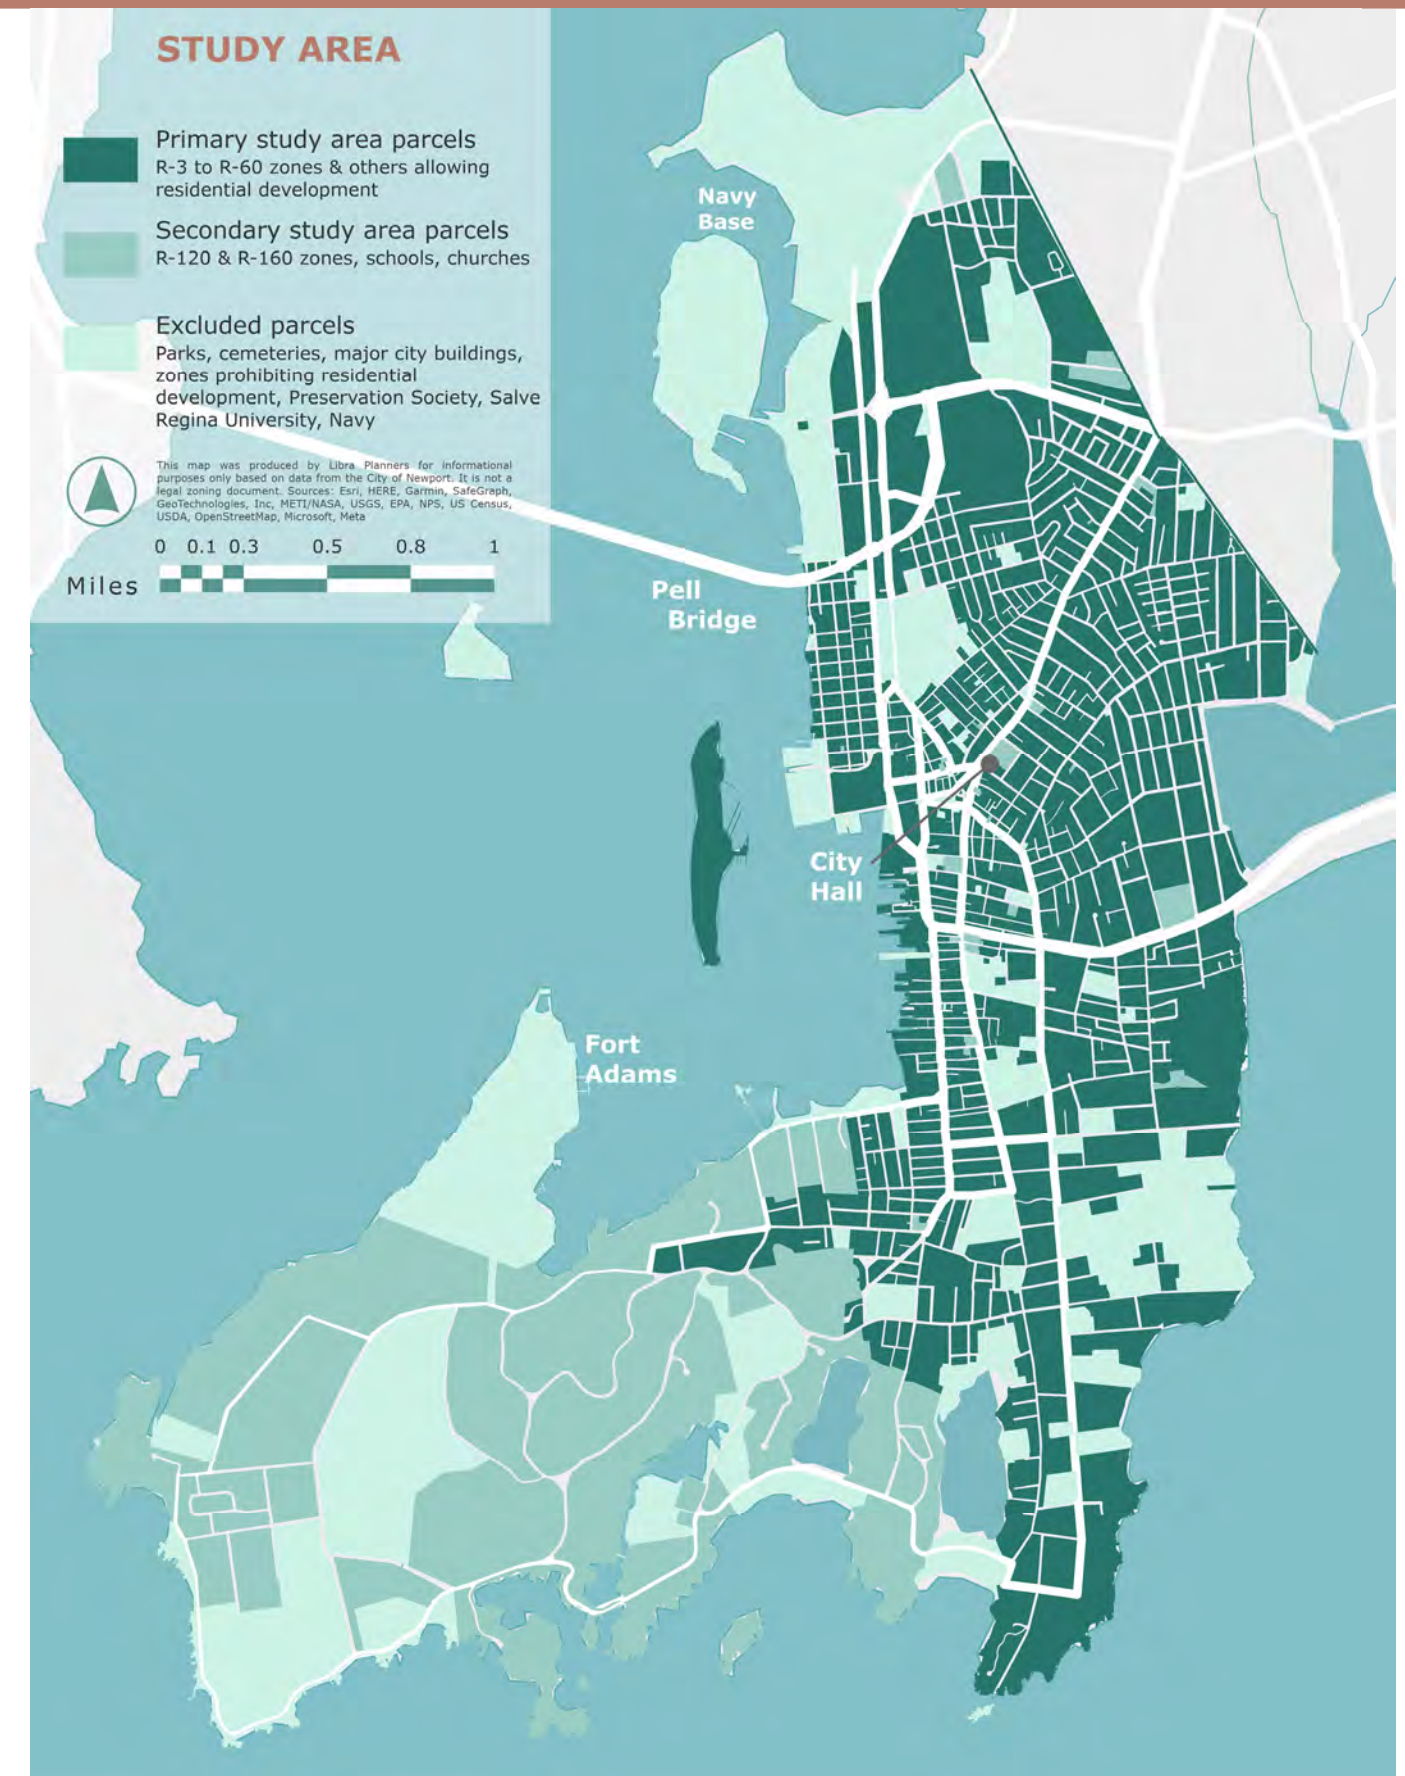 STUDY AREA
Primary study area parcels
R-3 to R-60 zones & others allowing
residential development
Secondary study area parcels
R-120 & R-160 zones, schools, churches
Excluded parcels
Parks, cemeteries, major city buildings,
zones prohibiting residential
development, Preservation Society, Salve
Regina University, Navy
This map was produced by Libra Planners for informational
purposes only based on data from the City of Newport. It is not a
legal zoning document. Sources: Esri, HERE, Garmin, SafeGraph,
GeoTechnologies, Inc, METI/NASA, USGS, EPA, NPS, US Census,
USDA, OpenStreetMap, Microsoft, Meta
0 0.1 0.3 0.5 0.8 1
Miles
Navy
Base
Pell
Bridge
City
Hall
Fort
Adams